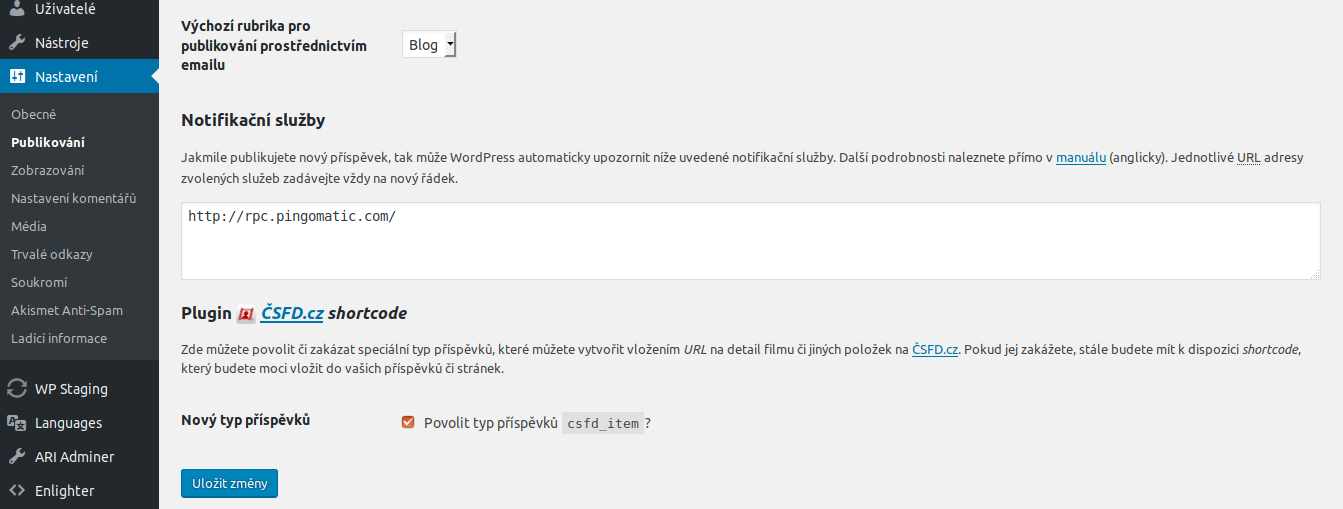 Uživatelé
Nástroje
Nastavení
Obecné
Publikování
Zobrazování
Nastavení komentářů
Média
Trvalé odkazy
Soukromí
Akismet Anti-Spam
Ladící informace
WP Staging
Languages
ARI Adminer
Enlighter
Výchozí rubrika pro
publikování prostřednictvím
emailu
Blog
Notifikační služby
Jakmile publikujete nový příspěvek, tak může WordPress automaticky upozornit níže uvedené notifikační služby. Další podrobnosti naleznete přímo v manuálu (anglicky). Jednotlivé URL adresy
zvolených služeb zadávejte vždy na nový řádek.
http://rpc.pingomatic.com/
Plugin ČSFD.cz shortcode
Zde můžete povolit či zakázat speciální typ příspěvků, které můžete vytvořit vložením URL na detail filmu či jiných položek na ČSFD.cz. Pokud jej zakážete, stále budete mít k dispozici shortcode,
který budete moci vložit do vašich příspěvků či stránek.
Nový typ příspěvků
Povolit typ příspěvků csfd_item?
Uložit změny